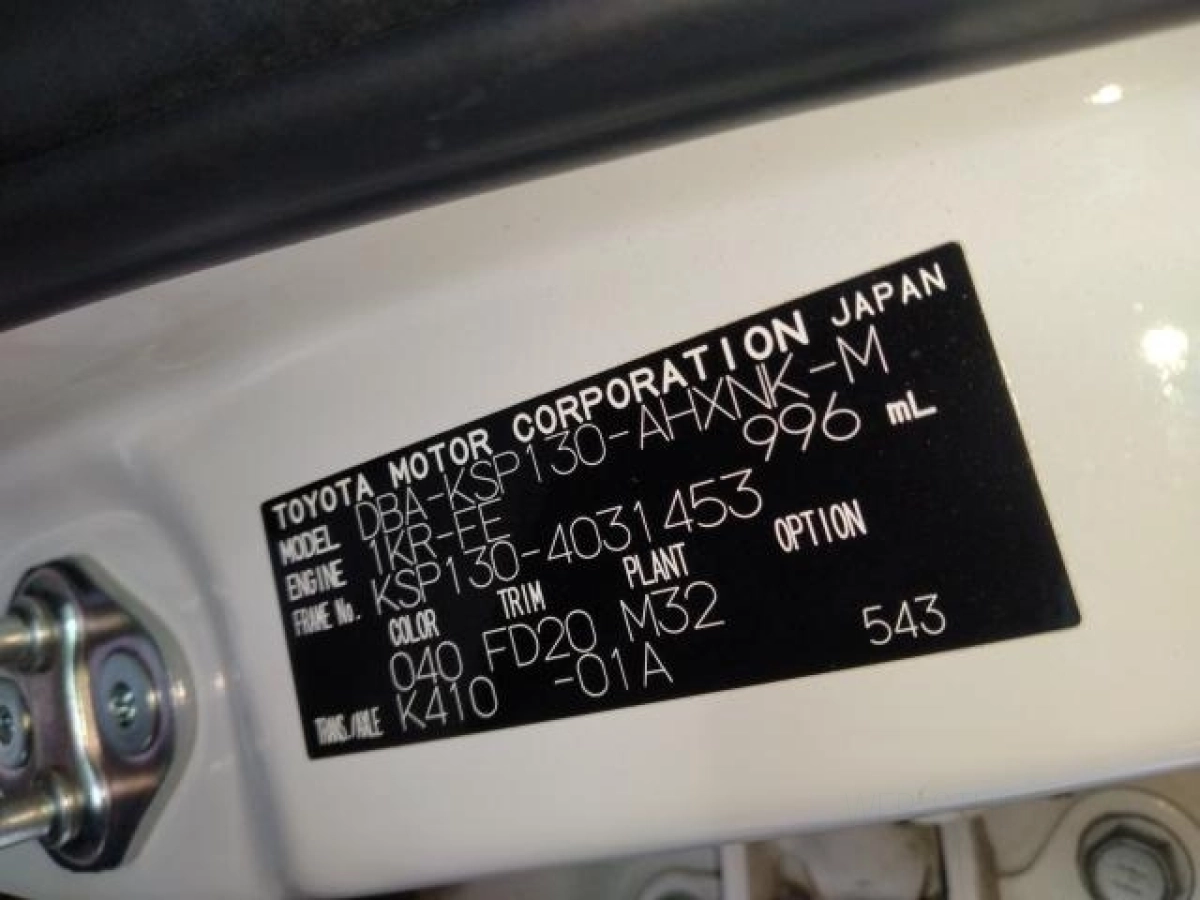 TOYOTA MOTOR CORPORATION JAPAN
MODEL DBA-KSP130-AHXNK-M
ENGINE 1KR-FE 996 mL
FRAME No. KSP130-4031453
COLOR TRIM PLANT OPTION
040 FD20 M32 543
TRANS./AXLE K410 -01A